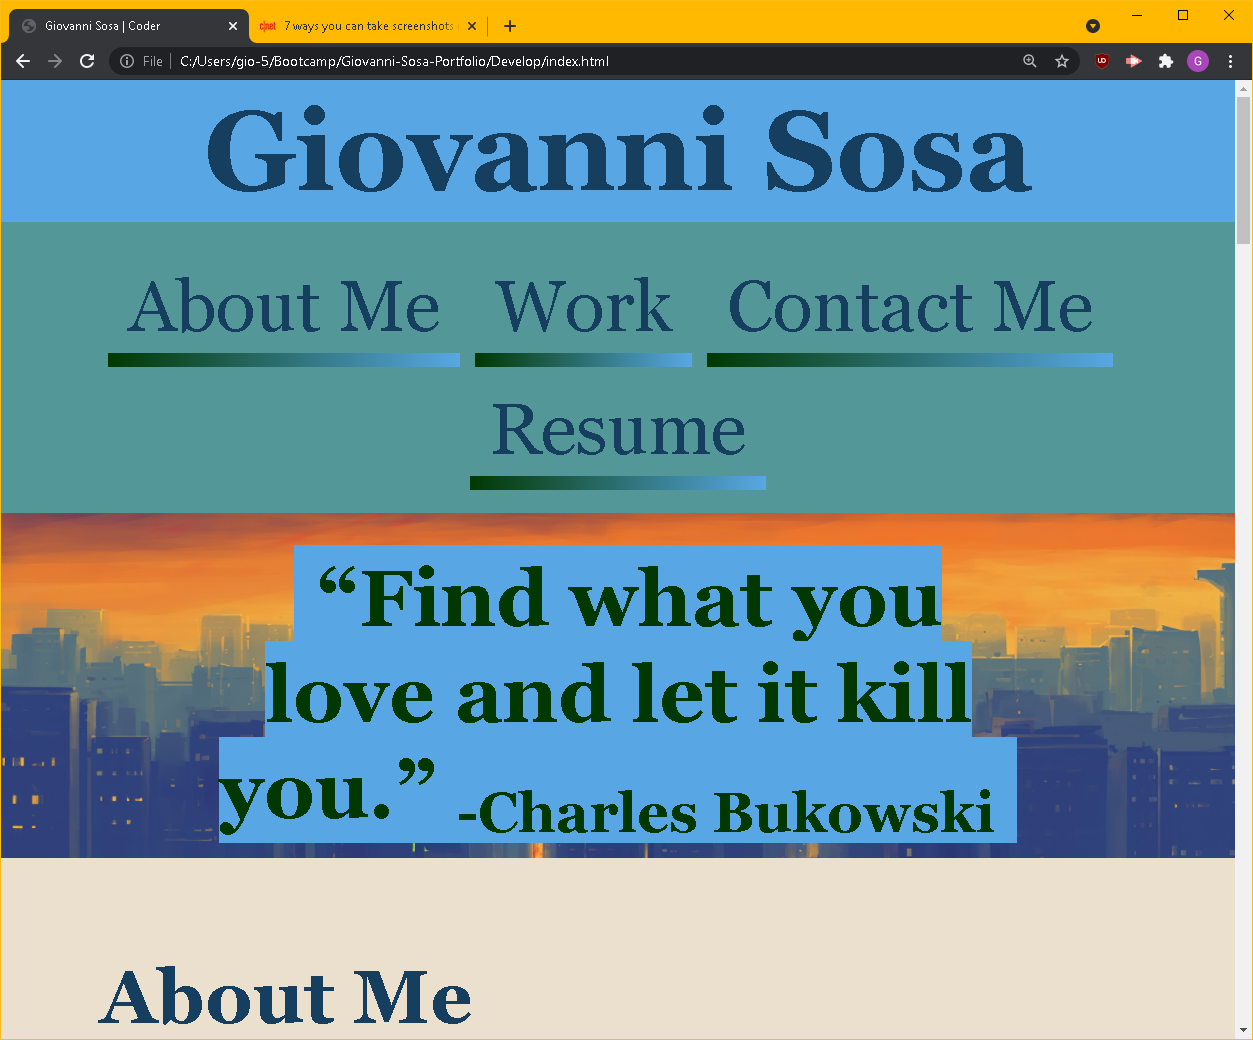 Giovanni Sosa | Coder
c|net 7 ways you can take screenshots
File C:/Users/gio-5/Bootcamp/Giovanni-Sosa-Portfolio/Develop/index.html
UD
G
Giovanni Sosa
About Me Work Contact Me
Resume
“Find what you
love and let it kill
you.” -Charles Bukowski
About Me